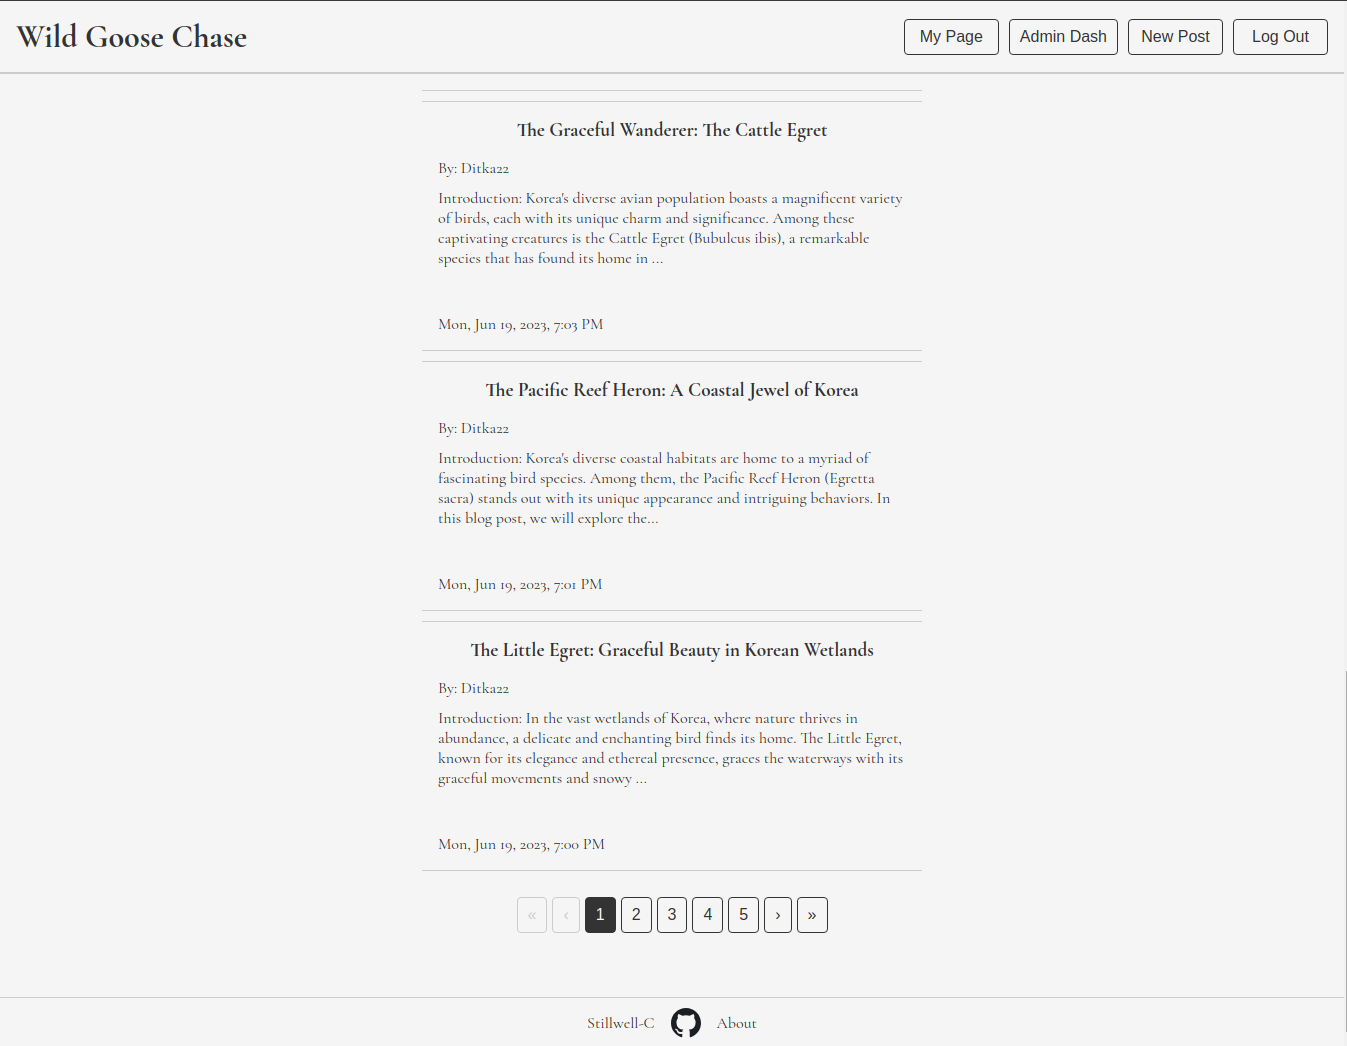 Wild Goose Chase
My Page
Admin Dash
New Post
Log Out
The Graceful Wanderer: The Cattle Egret
By: Ditka22
Introduction: Korea's diverse avian population boasts a magnificent variety
of birds, each with its unique charm and significance. Among these
captivating creatures is the Cattle Egret (Bubulcus ibis), a remarkable
species that has found its home in ...
Mon, Jun 19, 2023, 7:03 PM
The Pacific Reef Heron: A Coastal Jewel of Korea
By: Ditka22
Introduction: Korea's diverse coastal habitats are home to a myriad of
fascinating bird species. Among them, the Pacific Reef Heron (Egretta
sacra) stands out with its unique appearance and intriguing behaviors. In
this blog post, we will explore the...
Mon, Jun 19, 2023, 7:01 PM
The Little Egret: Graceful Beauty in Korean Wetlands
By: Ditka22
Introduction: In the vast wetlands of Korea, where nature thrives in
abundance, a delicate and enchanting bird finds its home. The Little Egret,
known for its elegance and ethereal presence, graces the waterways with its
graceful movements and snowy ...
Mon, Jun 19, 2023, 7:00 PM
« ‹ 1 2 3 4 5 › »
Stillwell-C
About